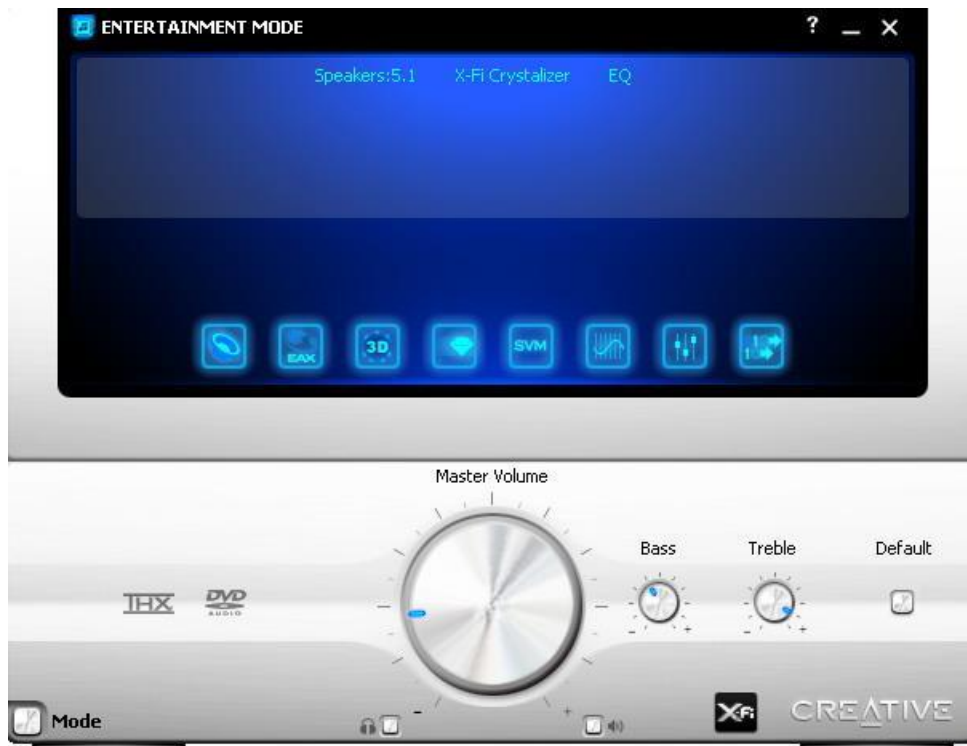 ENTERTAINMENT MODE ? _ ×
Speakers:5.1 X-Fi Crystalizer EQ
EAX 3D SVM
Master Volume
Bass Treble Default
THX DVD AUDIO
- + - +
- +
Mode X-Fi CREATIVE